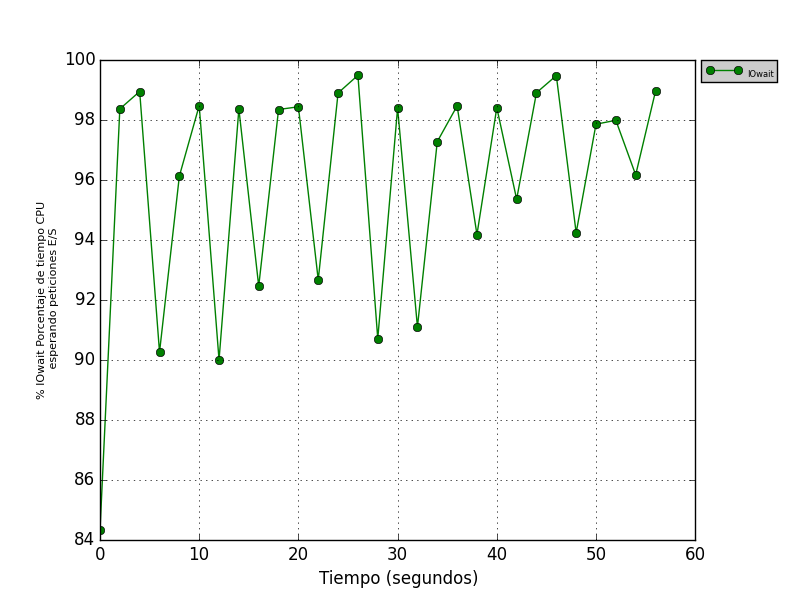 100
98
96
94
92
90
88
86
84
0 10 20 30 40 50 60
Tiempo (segundos)
% IOwait Porcentaje de tiempo CPU
esperando peticiones E/S
IOwait